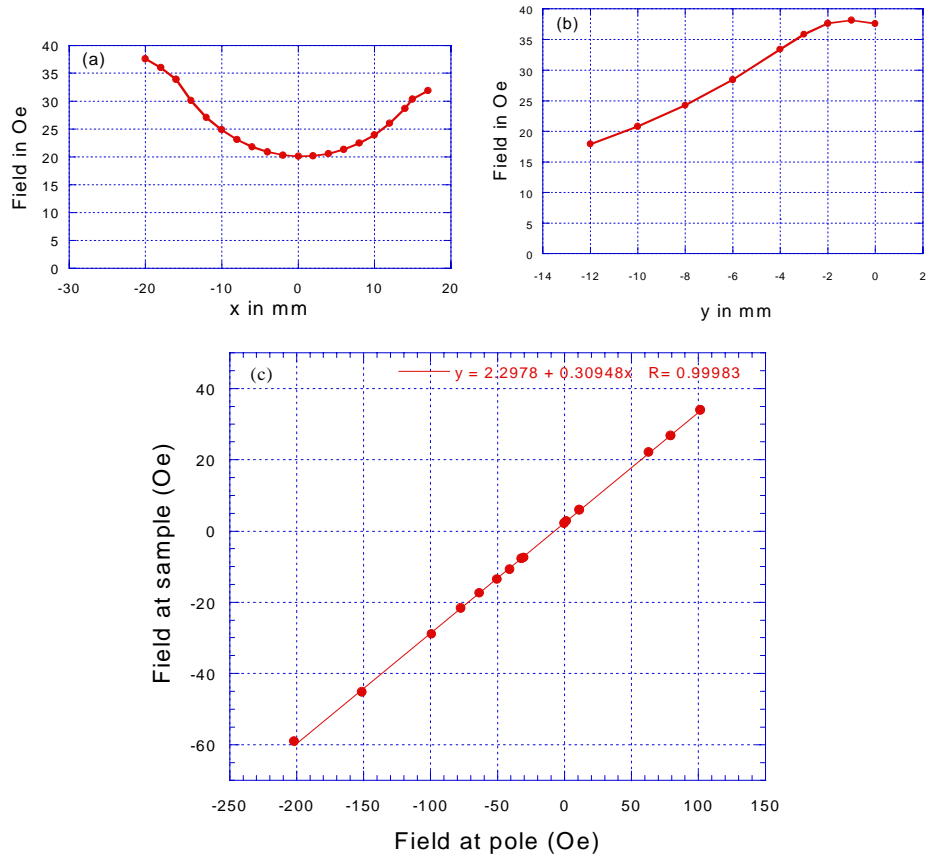 (a)
Field in Oe
40
35
30
25
20
15
10
5
0
-30 -20 -10 0 10 20
x in mm
(b)
Field in Oe
40
35
30
25
20
15
10
5
0
-14 -12 -10 -8 -6 -4 -2 0 2
y in mm
(c)
y = 2.2978 + 0.30948x R= 0.99983
Field at sample (Oe)
40
20
0
-20
-40
-60
-250 -200 -150 -100 -50 0 50 100 150
Field at pole (Oe)